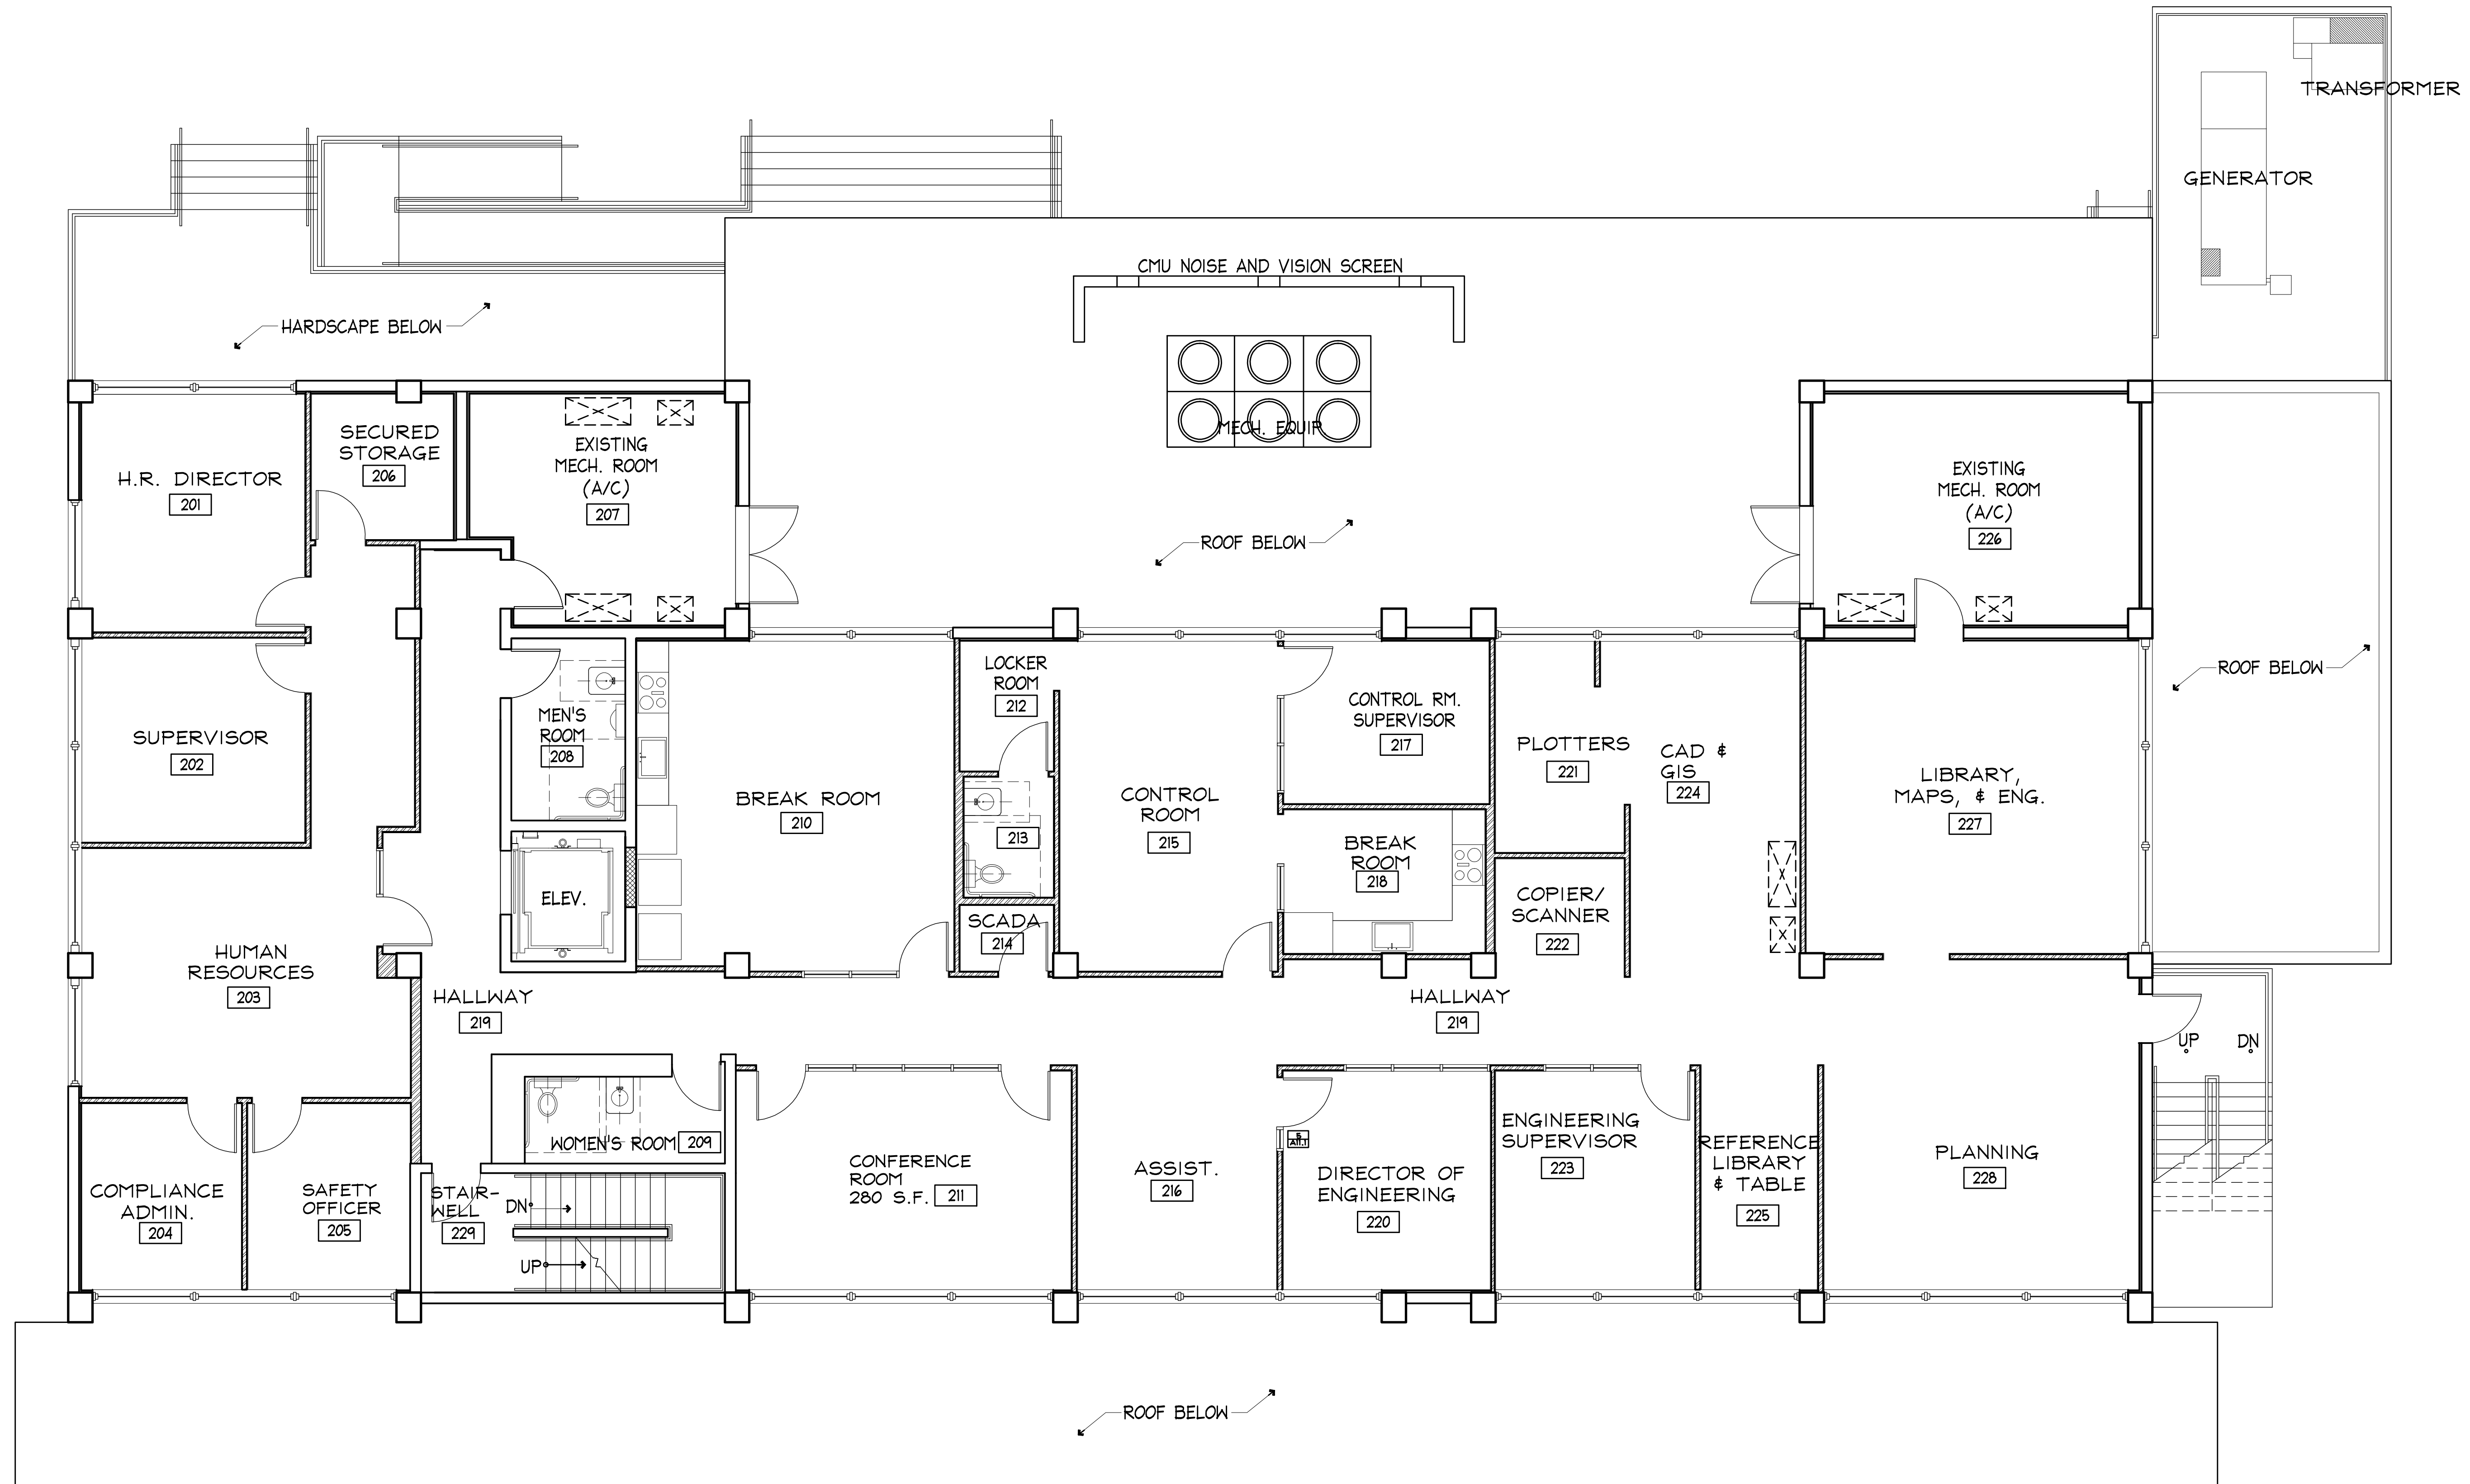 TRANSFORMER
GENERATOR
CMU NOISE AND VISION SCREEN
HARDSCAPE BELOW
MECH. EQUIP.
SECURED
STORAGE
206
H.R. DIRECTOR
201
EXISTING
MECH. ROOM
(A/C)
207
EXISTING
MECH. ROOM
(A/C)
226
ROOF BELOW
ROOF BELOW
LOCKER
ROOM
212
MEN'S
ROOM
208
CONTROL RM.
SUPERVISOR
217
SUPERVISOR
202
PLOTTERS
221
CAD &
GIS
224
LIBRARY,
MAPS, & ENG.
227
BREAK ROOM
210
CONTROL
ROOM
215
213
BREAK
ROOM
218
ELEV.
COPIER/
SCANNER
222
SCADA
214
HUMAN
RESOURCES
203
HALLWAY
219
HALLWAY
219
UP
DN
WOMEN'S ROOM 209
ENGINEERING
SUPERVISOR
223
REFERENCE
LIBRARY
& TABLE
225
PLANNING
228
CONFERENCE
ROOM
280 S.F. 211
ASSIST.
216
DIRECTOR OF
ENGINEERING
220
COMPLIANCE
ADMIN.
204
SAFETY
OFFICER
205
STAIR-
WELL
229
DN
UP
ROOF BELOW